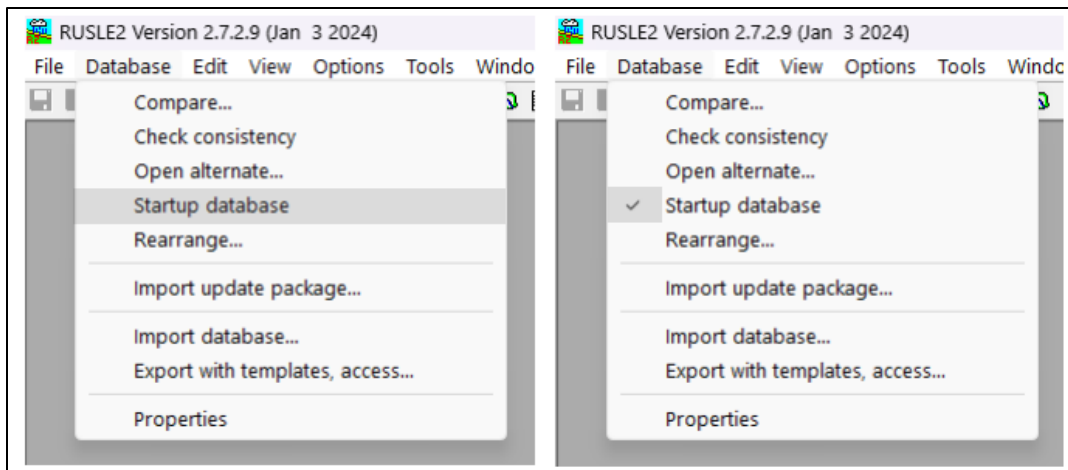 RUSLE2 Version 2.7.2.9 (Jan 3 2024)
File Database Edit View Options Tools Windo
Compare...
Check consistency
Open alternate...
Startup database
Rearrange...
Import update package...
Import database...
Export with templates, access...
Properties
RUSLE2 Version 2.7.2.9 (Jan 3 2024)
File Database Edit View Options Tools Windo
Compare...
Check consistency
Open alternate...
Startup database
Rearrange...
Import update package...
Import database...
Export with templates, access...
Properties